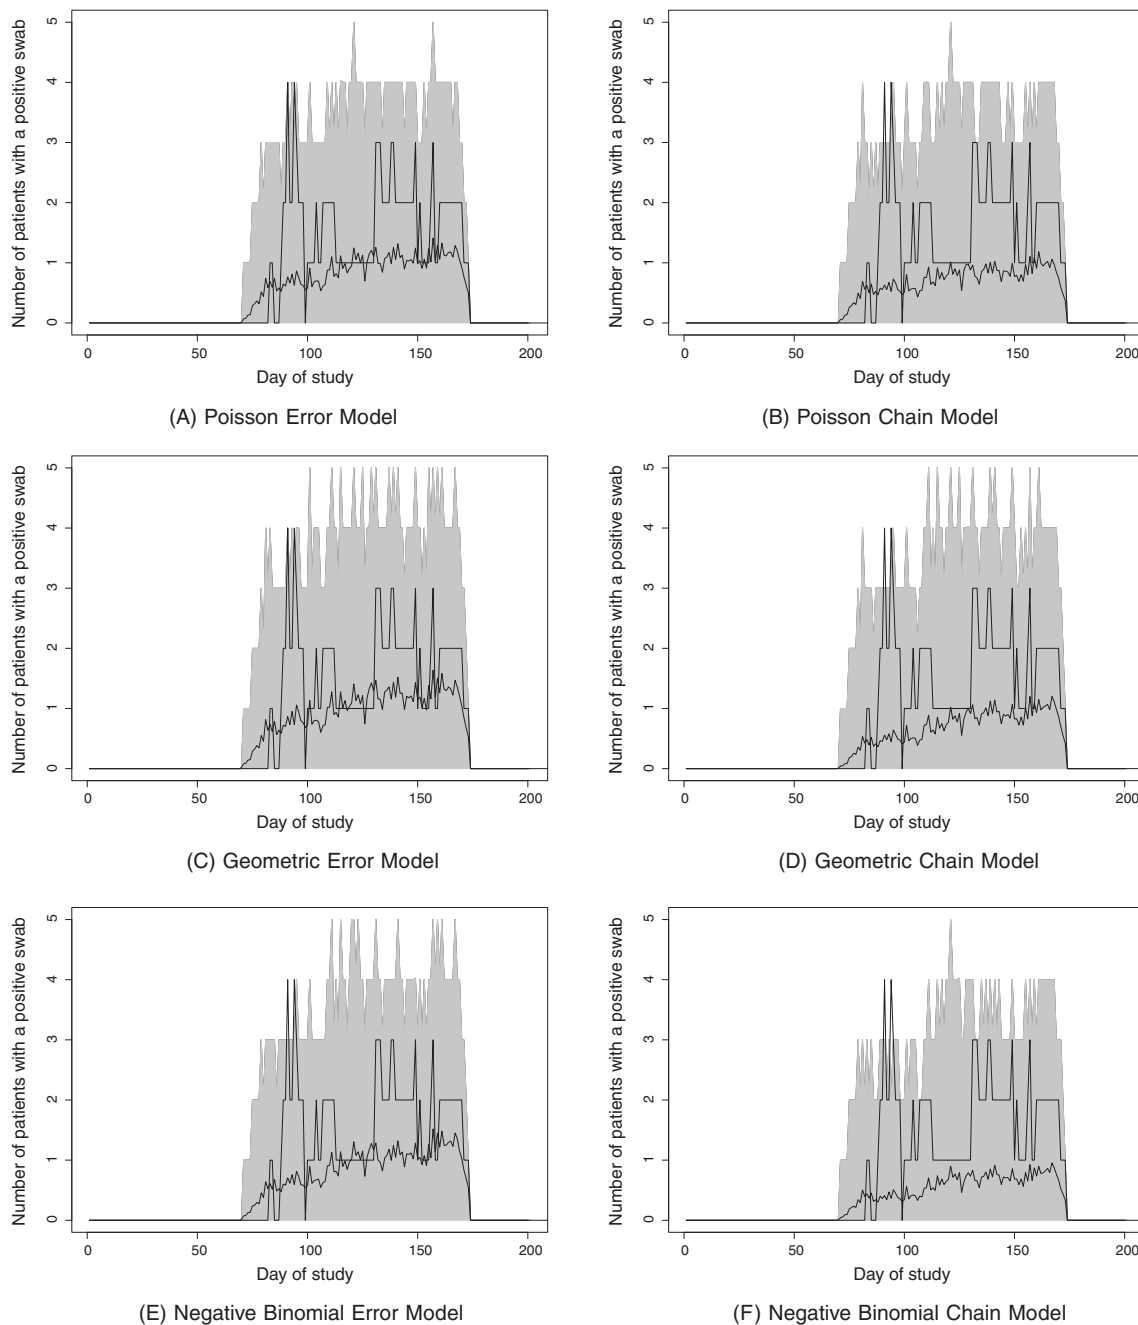 Number of patients with a positive swab
5
4
3
2
1
0
0 50 100 150 200
Day of study
(A) Poisson Error Model
Number of patients with a positive swab
5
4
3
2
1
0
0 50 100 150 200
Day of study
(B) Poisson Chain Model
Number of patients with a positive swab
5
4
3
2
1
0
0 50 100 150 200
Day of study
(C) Geometric Error Model
Number of patients with a positive swab
5
4
3
2
1
0
0 50 100 150 200
Day of study
(D) Geometric Chain Model
Number of patients with a positive swab
5
4
3
2
1
0
0 50 100 150 200
Day of study
(E) Negative Binomial Error Model
Number of patients with a positive swab
5
4
3
2
1
0
0 50 100 150 200
Day of study
(F) Negative Binomial Chain Model